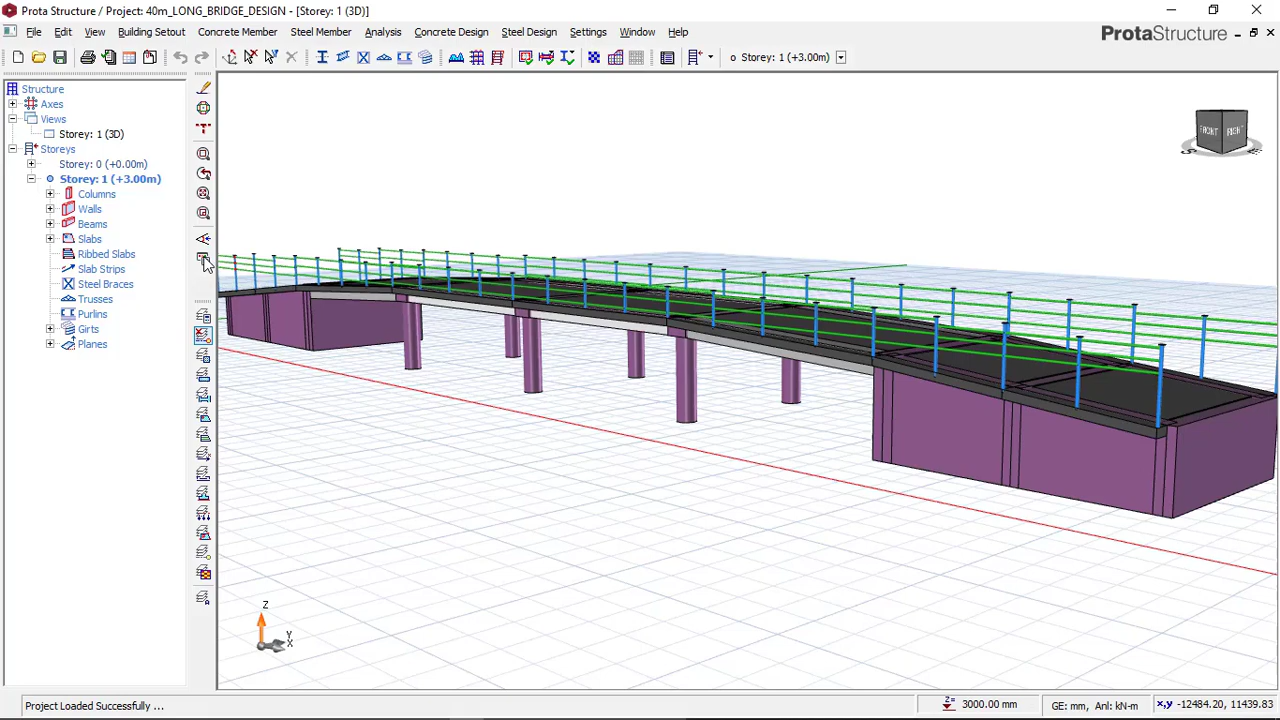 Prota Structure / Project: 40m_LONG_BRIDGE_DESIGN - [Storey: 1 (3D)]
File Edit View Building Setout Concrete Member Steel Member Analysis Concrete Design Steel Design Settings Window Help
ProtaStructure
o Storey: 1 (+3.00m)
Structure
Axes
Views
Storey: 1 (3D)
Storeys
Storey: 0 (+0.00m)
Storey: 1 (+3.00m)
Columns
Walls
Beams
Slabs
Ribbed Slabs
Slab Strips
Steel Braces
Trusses
Purlins
Girts
Planes
FRONT RIGHT
S
Z
Y
X
Project Loaded Successfully ...
Z= 3000.00 mm
GE: mm, Anl: kN-m
x,y -12484.20, 11439.83